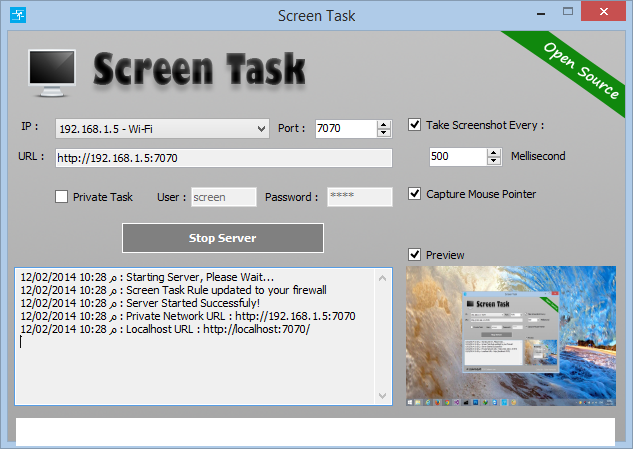 Screen Task
Screen Task
Open Source
IP :
192.168.1.5 - Wi-Fi
Port :
7070
Take Screenshot Every :
URL :
http://192.168.1.5:7070
500
Mellisecond
Private Task
User :
screen
Password :
****
Capture Mouse Pointer
Stop Server
Preview
12/02/2014 10:28 م : Starting Server, Please Wait...
12/02/2014 10:28 م : Screen Task Rule updated to your firewall
12/02/2014 10:28 م : Server Started Successfuly!
12/02/2014 10:28 م : Private Network URL : http://192.168.1.5:7070
12/02/2014 10:28 م : Localhost URL : http://localhost:7070/
Screen Task